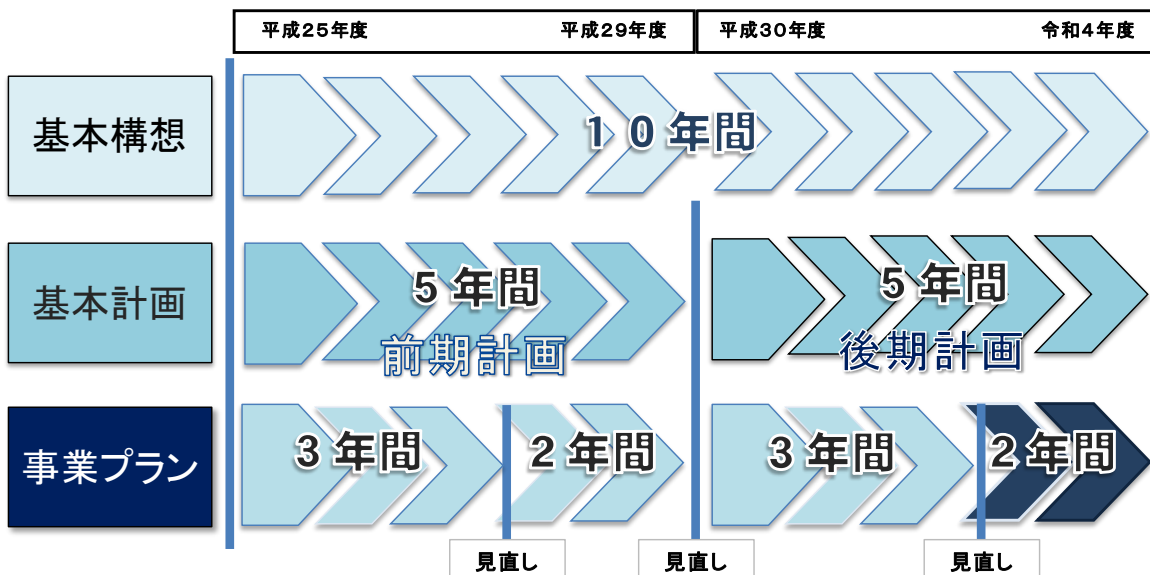 平成25年度
平成29年度
平成30年度
令和4年度
基本構想
１０年間
基本計画
５年間
前期計画
５年間
後期計画
事業プラン
３年間
２年間
３年間
２年間
見直し
見直し
見直し